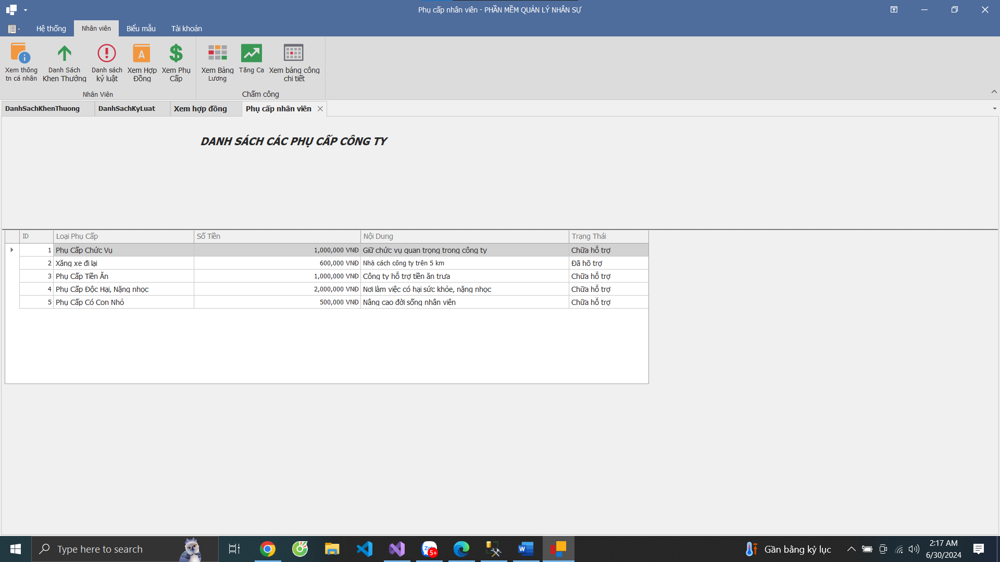 Phụ cấp nhân viên - PHẦN MỀM QUẢN LÝ NHÂN SỰ
Hệ thống Nhân viên Biểu mẫu Tài khoản
Xem thông tn cá nhân
Danh Sách Khen Thưởng
Danh sách kỷ luật
Xem Hợp Đồng
Xem Phụ Cấp
Xem Bảng Lương
Tăng Ca
Xem bảng công chi tiết
Nhân Viên
Chấm công
DanhSachKhenThuong DanhSachKyLuat Xem hợp đồng Phụ cấp nhân viên
DANH SÁCH CÁC PHỤ CẤP CÔNG TY
ID Loại Phụ Cấp Số Tiền Nội Dung Trạng Thái
1 Phụ Cấp Chức Vụ 1,000,000 VNĐ Giữ chức vụ quan trọng trong công ty Chữa hỗ trợ
2 Xăng xe đi lại 600,000 VNĐ Nhà cách công ty trên 5 km Đã hỗ trợ
3 Phụ Cấp Tiền Ăn 1,000,000 VNĐ Công ty hỗ trợ tiền ăn trưa Chữa hỗ trợ
4 Phụ Cấp Độc Hại, Nặng nhọc 2,000,000 VNĐ Nơi làm việc có hại sức khỏe, nặng nhọc Chữa hỗ trợ
5 Phụ Cấp Có Con Nhỏ 500,000 VNĐ Nâng cao đời sống nhân viên Chữa hỗ trợ
Type here to search
5+
Gần bằng kỷ lục
2:17 AM
6/30/2024